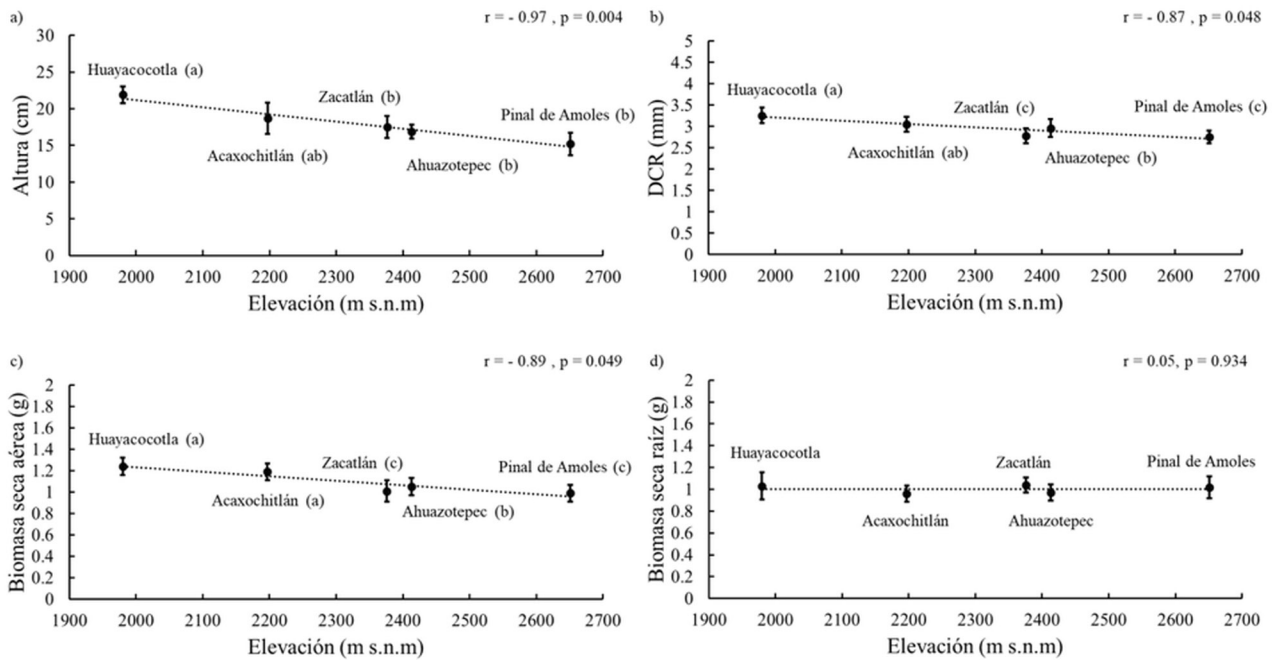 a)
r = - 0.97 , p = 0.004
Altura (cm)
30
25
20
15
10
5
0
Huayacocotla (a)
Acaxochitlán (ab)
Zacatlán (b)
Ahuazotepec (b)
Pinal de Amoles (b)
1900 2000 2100 2200 2300 2400 2500 2600 2700
Elevación (m s.n.m)
b)
r = - 0.87 , p = 0.048
DCR (mm)
5
4.5
4
3.5
3
2.5
2
1.5
1
0.5
0
Huayacocotla (a)
Acaxochitlán (ab)
Zacatlán (c)
Ahuazotepec (b)
Pinal de Amoles (c)
1900 2000 2100 2200 2300 2400 2500 2600 2700
Elevación (m s.n.m)
c)
r = - 0.89 , p = 0.049
Biomasa seca aérea (g)
2
1.8
1.6
1.4
1.2
1
0.8
0.6
0.4
0.2
0
Huayacocotla (a)
Acaxochitlán (a)
Zacatlán (c)
Ahuazotepec (b)
Pinal de Amoles (c)
1900 2000 2100 2200 2300 2400 2500 2600 2700
Elevación (m s.n.m)
d)
r = 0.05, p = 0.934
Biomasa seca raíz (g)
2
1.8
1.6
1.4
1.2
1
0.8
0.6
0.4
0.2
0
Huayacocotla
Acaxochitlán
Zacatlán
Ahuazotepec
Pinal de Amoles
1900 2000 2100 2200 2300 2400 2500 2600 2700
Elevación (m s.n.m)